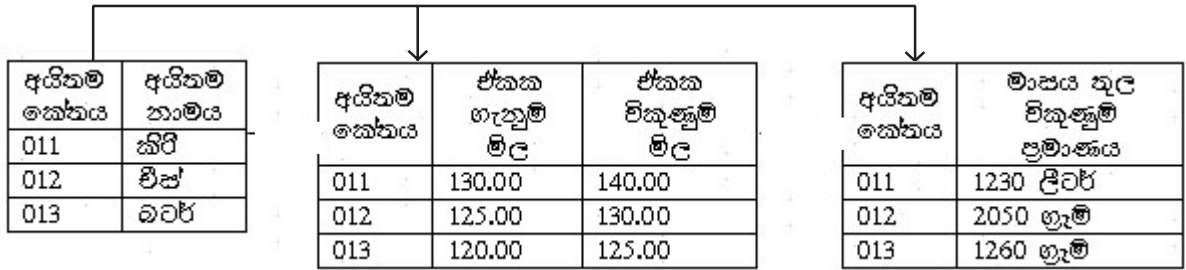 අයිතම කේතය
අයිතම නාමය
011 කිරි
012 චීස්
013 බටර්
අයිතම කේතය
ඒකක ගැනුම් මිල
ඒකක විකුණුම් මිල
011 130.00 140.00
012 125.00 130.00
013 120.00 125.00
අයිතම කේතය
මාසය තුල විකුණුම් ප්‍රමාණය
011 1230 ලීටර්
012 2050 ග්‍රෑම්
013 1260 ග්‍රෑම්